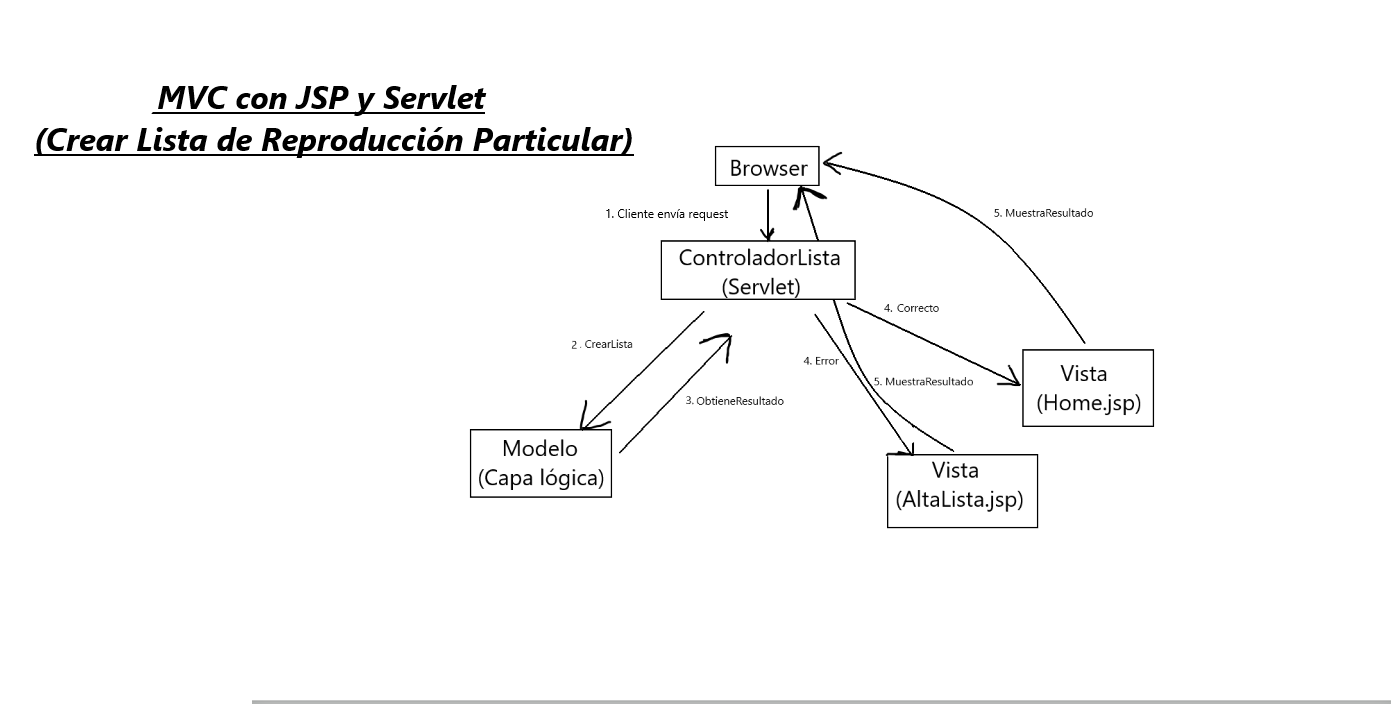 MVC con JSP y Servlet
(Crear Lista de Reproducción Particular)
Browser
1. Cliente envía request
5. MuestraResultado
ControladorLista
(Servlet)
4. Correcto
2 . CrearLista
4. Error
5. MuestraResultado
3. ObtieneResultado
Vista
(Home.jsp)
Modelo
(Capa lógica)
Vista
(AltaLista.jsp)